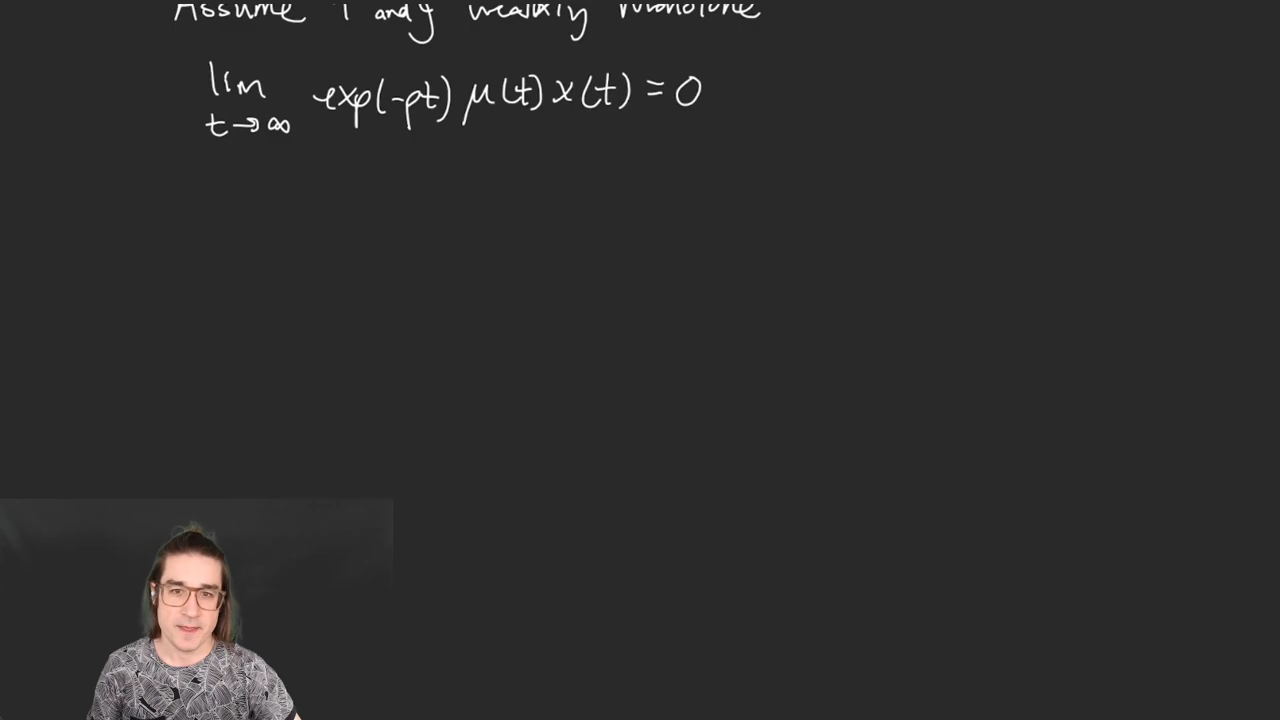 Assume f and g weakly monotone
lim exp(-ρt) μ(t) x(t) = 0
t→∞